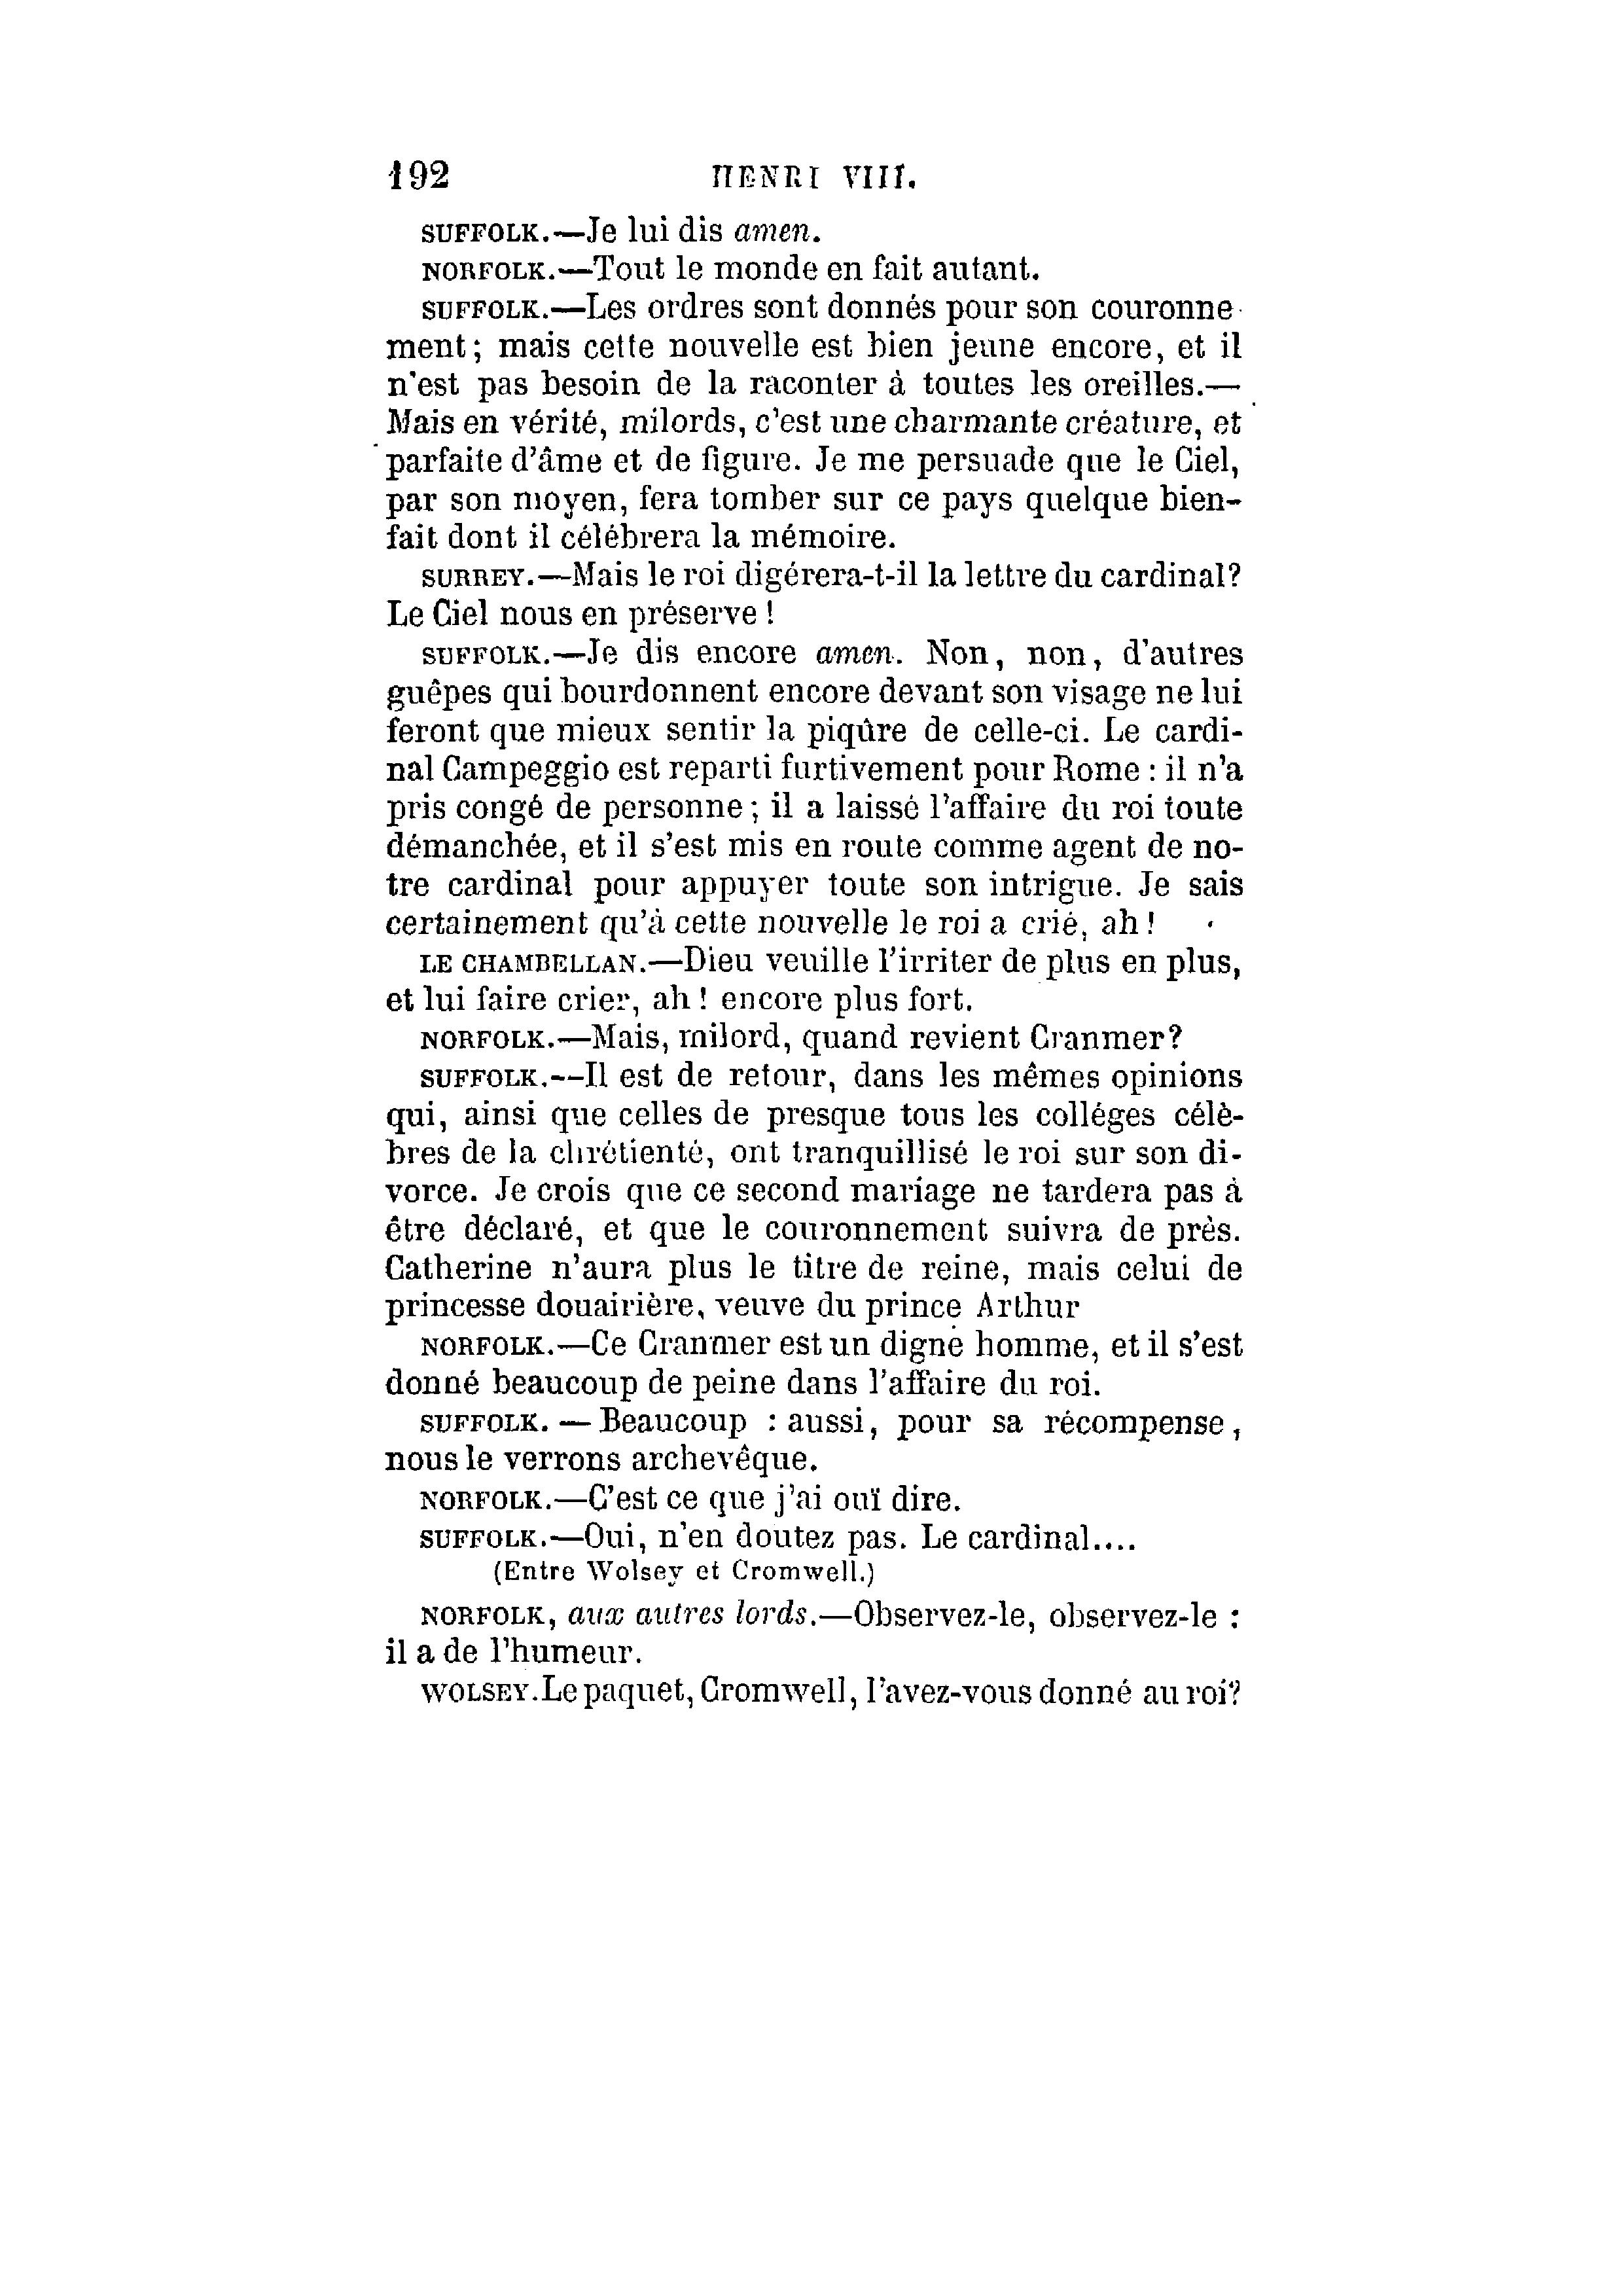 192 HENRI VIII.
SUFFOLK.—Je lui dis amen.
NORFOLK.—Tout le monde en fait autant.
SUFFOLK.—Les ordres sont donnés pour son couronne-
ment; mais cette nouvelle est bien jeune encore, et il
n'est pas besoin de la raconter à toutes les oreilles.—
Mais en vérité, milords, c'est une charmante créature, et
parfaite d'âme et de figure. Je me persuade que le Ciel,
par son moyen, fera tomber sur ce pays quelque bien-
fait dont il célébrera la mémoire.
SURREY.—Mais le roi digérera-t-il la lettre du cardinal?
Le Ciel nous en préserve !
SUFFOLK.—Je dis encore amen. Non, non, d'autres
guêpes qui bourdonnent encore devant son visage ne lui
feront que mieux sentir la piqûre de celle-ci. Le cardi-
nal Campeggio est reparti furtivement pour Rome : il n'a
pris congé de personne ; il a laissé l'affaire du roi toute
démanchée, et il s'est mis en route comme agent de no-
tre cardinal pour appuyer toute son intrigue. Je sais
certainement qu'à cette nouvelle le roi a crié, ah !
LE CHAMBELLAN.—Dieu veuille l'irriter de plus en plus,
et lui faire crier, ah ! encore plus fort.
NORFOLK.—Mais, milord, quand revient Cranmer?
SUFFOLK.—Il est de retour, dans les mêmes opinions
qui, ainsi que celles de presque tous les colléges célè-
bres de la chrétienté, ont tranquillisé le roi sur son di-
vorce. Je crois que ce second mariage ne tardera pas à
être déclaré, et que le couronnement suivra de près.
Catherine n'aura plus le titre de reine, mais celui de
princesse douairière, veuve du prince Arthur
NORFOLK.—Ce Cranmer est un digne homme, et il s'est
donné beaucoup de peine dans l'affaire du roi.
SUFFOLK. — Beaucoup : aussi, pour sa récompense,
nous le verrons archevêque.
NORFOLK.—C'est ce que j'ai ouï dire.
SUFFOLK.—Oui, n'en doutez pas. Le cardinal....
(Entre Wolsey et Cromwell.)
NORFOLK, aux autres lords.—Observez-le, observez-le :
il a de l'humeur.
WOLSEY.Le paquet, Cromwell, l'avez-vous donné au roi?